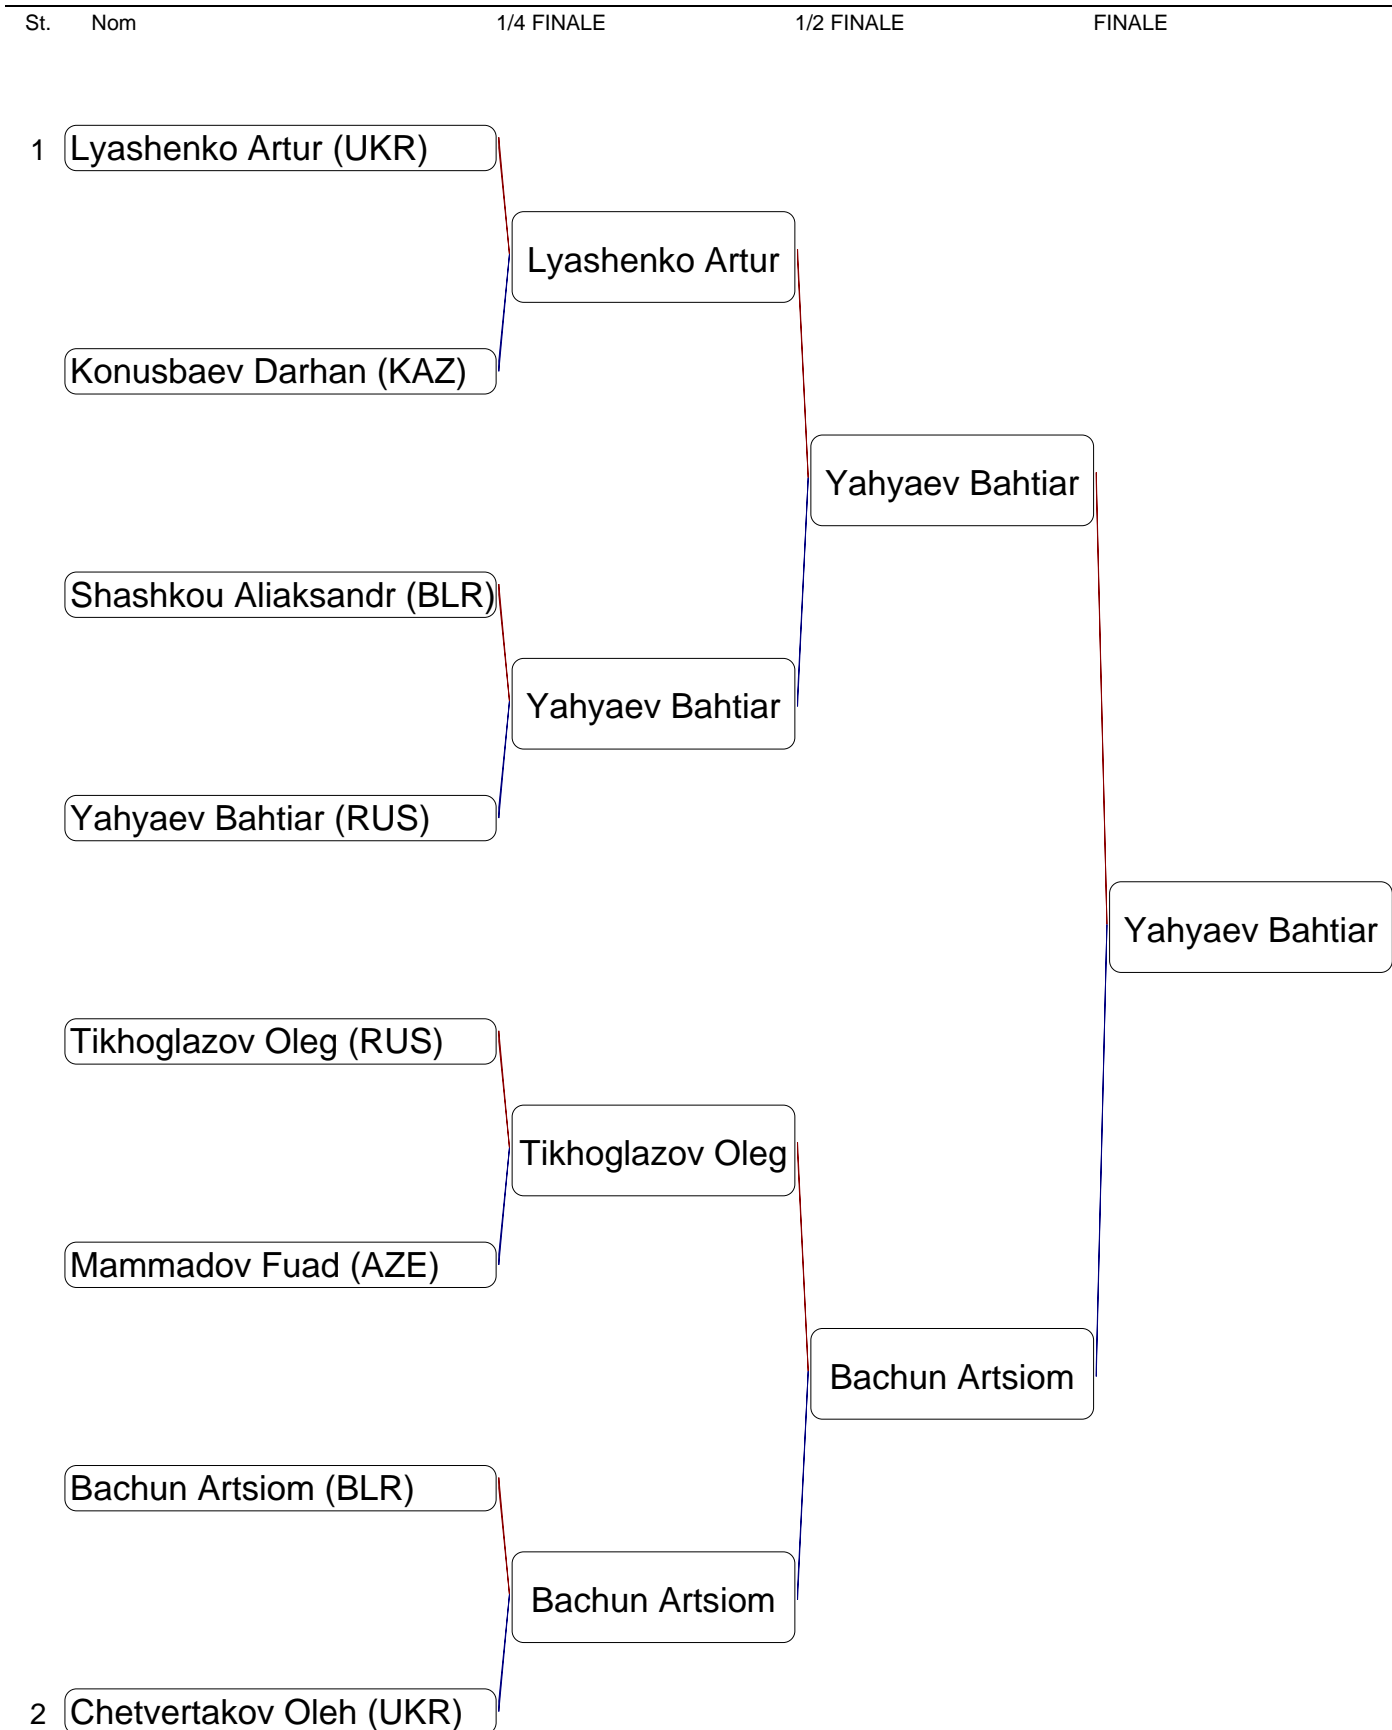 St. Nom 1/4 FINALE 1/2 FINALE FINALE
1 Lyashenko Artur (UKR)
Lyashenko Artur
Konusbaev Darhan (KAZ)
Yahyaev Bahtiar
Shashkou Aliaksandr (BLR)
Yahyaev Bahtiar
Yahyaev Bahtiar (RUS)
Yahyaev Bahtiar
Tikhoglazov Oleg (RUS)
Tikhoglazov Oleg
Mammadov Fuad (AZE)
Bachun Artsiom
Bachun Artsiom (BLR)
Bachun Artsiom
2 Chetvertakov Oleh (UKR)